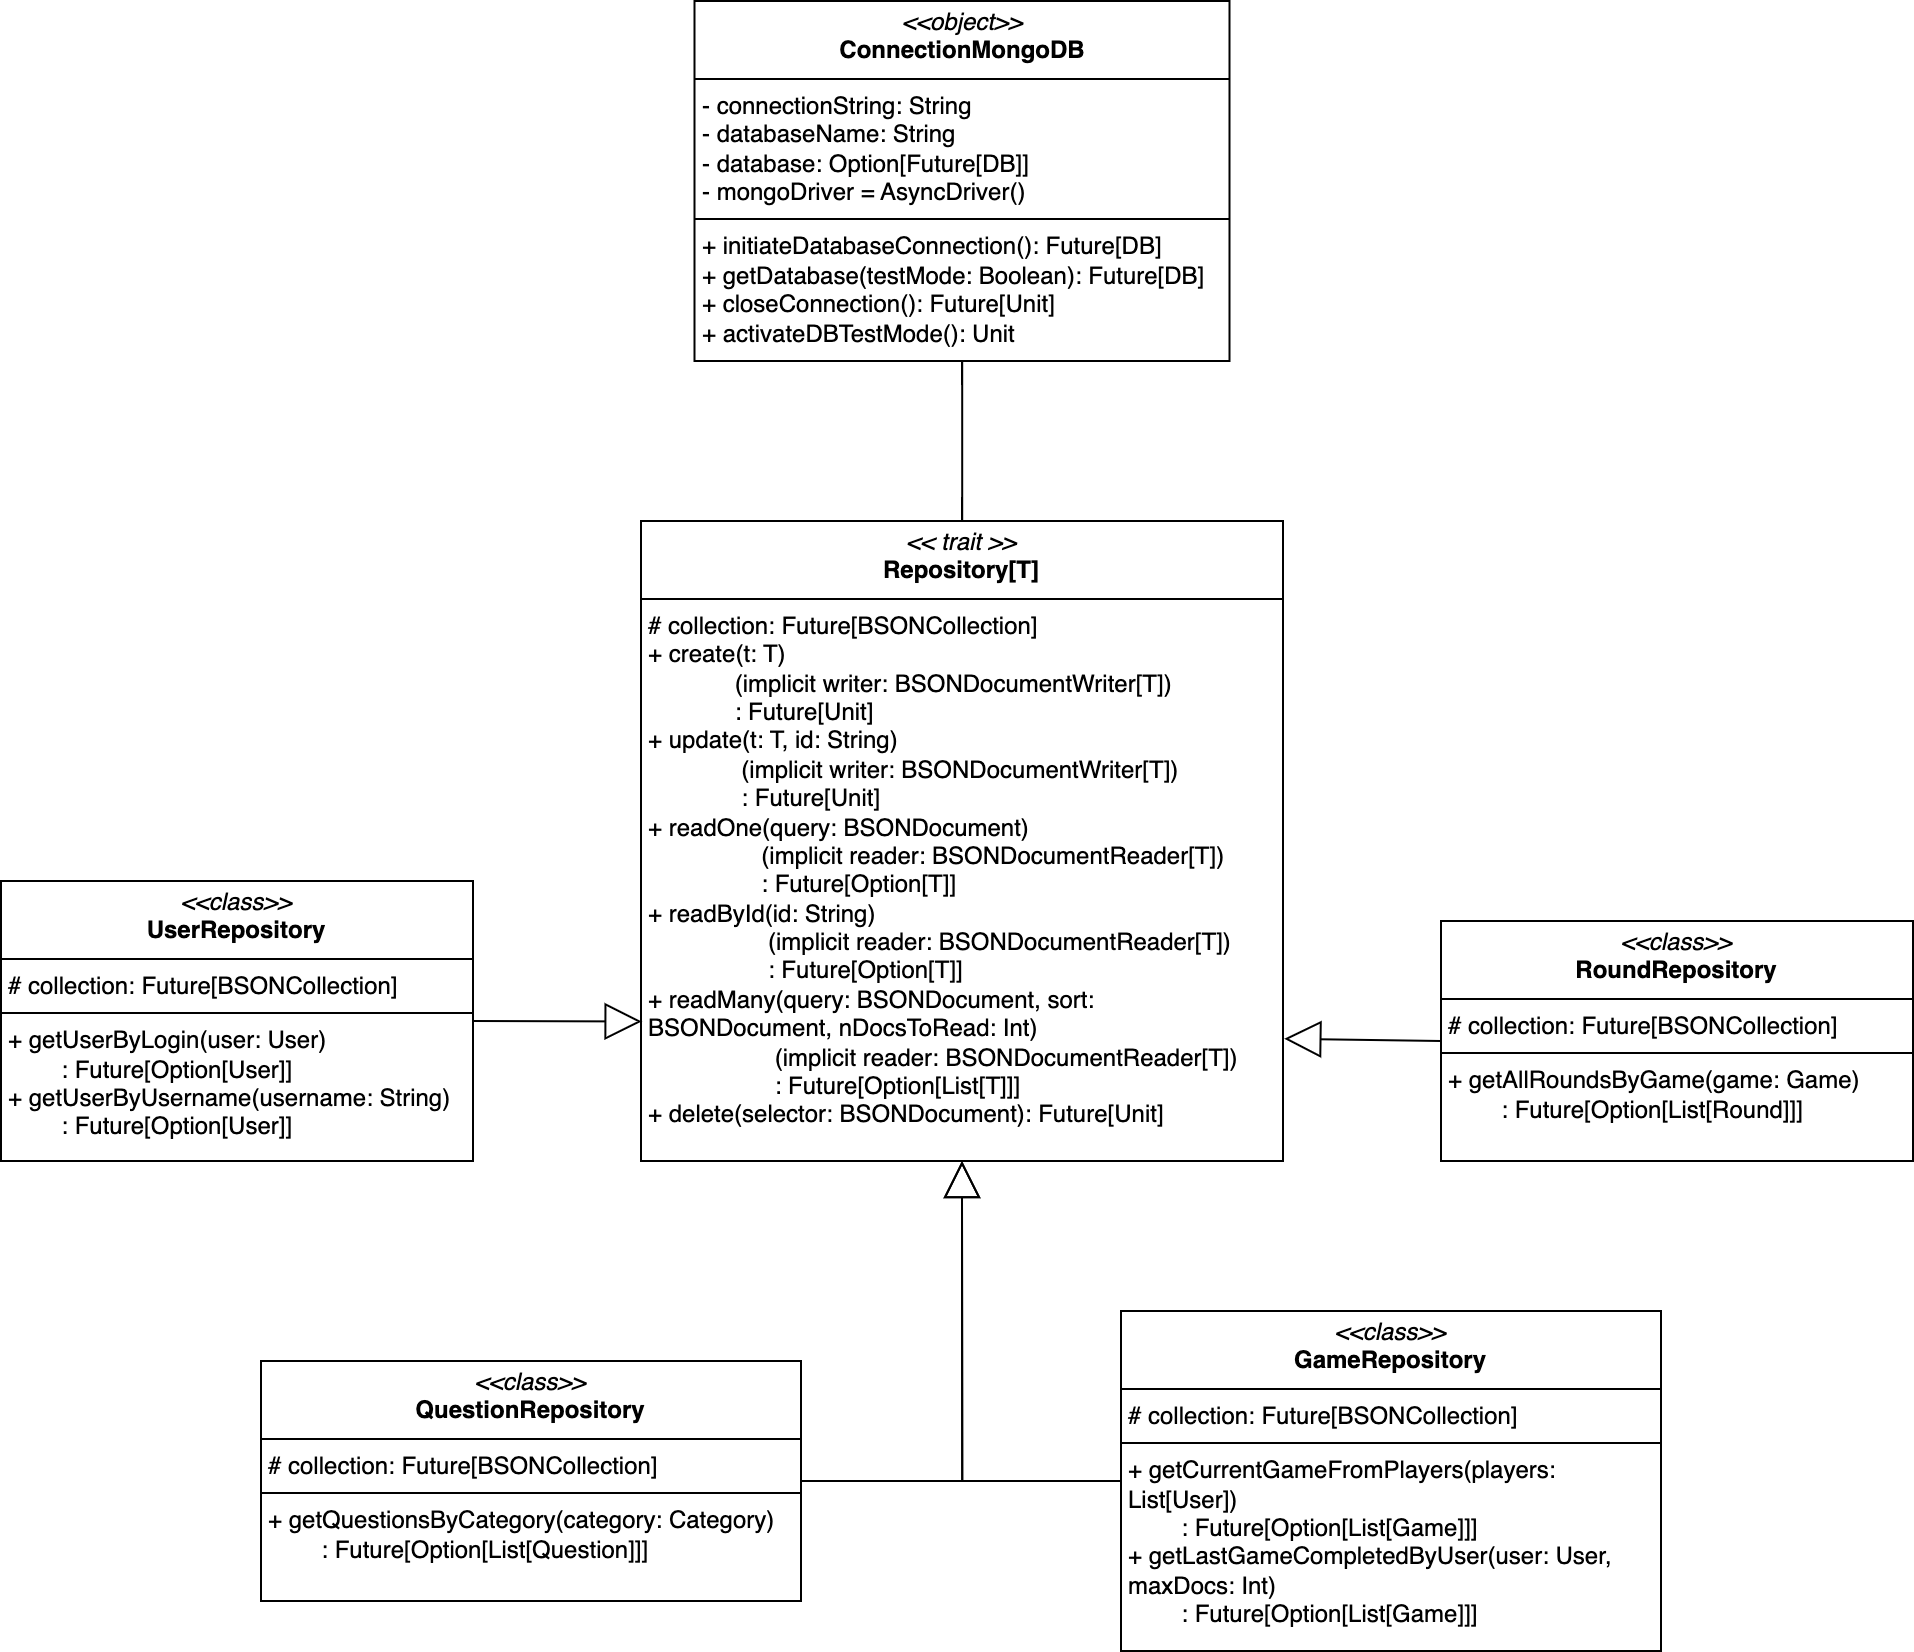 <<object>>
ConnectionMongoDB
- connectionString: String
- databaseName: String
- database: Option[Future[DB]]
- mongoDriver = AsyncDriver()
+ initiateDatabaseConnection(): Future[DB]
+ getDatabase(testMode: Boolean): Future[DB]
+ closeConnection(): Future[Unit]
+ activateDBTestMode(): Unit
<< trait >>
Repository[T]
# collection: Future[BSONCollection]
+ create(t: T)
(implicit writer: BSONDocumentWriter[T])
: Future[Unit]
+ update(t: T, id: String)
(implicit writer: BSONDocumentWriter[T])
: Future[Unit]
+ readOne(query: BSONDocument)
(implicit reader: BSONDocumentReader[T])
: Future[Option[T]]
+ readById(id: String)
(implicit reader: BSONDocumentReader[T])
: Future[Option[T]]
+ readMany(query: BSONDocument, sort:
BSONDocument, nDocsToRead: Int)
(implicit reader: BSONDocumentReader[T])
: Future[Option[List[T]]]
+ delete(selector: BSONDocument): Future[Unit]
<<class>>
UserRepository
# collection: Future[BSONCollection]
+ getUserByLogin(user: User)
: Future[Option[User]]
+ getUserByUsername(username: String)
: Future[Option[User]]
<<class>>
RoundRepository
# collection: Future[BSONCollection]
+ getAllRoundsByGame(game: Game)
: Future[Option[List[Round]]]
<<class>>
QuestionRepository
# collection: Future[BSONCollection]
+ getQuestionsByCategory(category: Category)
: Future[Option[List[Question]]]
<<class>>
GameRepository
# collection: Future[BSONCollection]
+ getCurrentGameFromPlayers(players:
List[User])
: Future[Option[List[Game]]]
+ getLastGameCompletedByUser(user: User,
maxDocs: Int)
: Future[Option[List[Game]]]